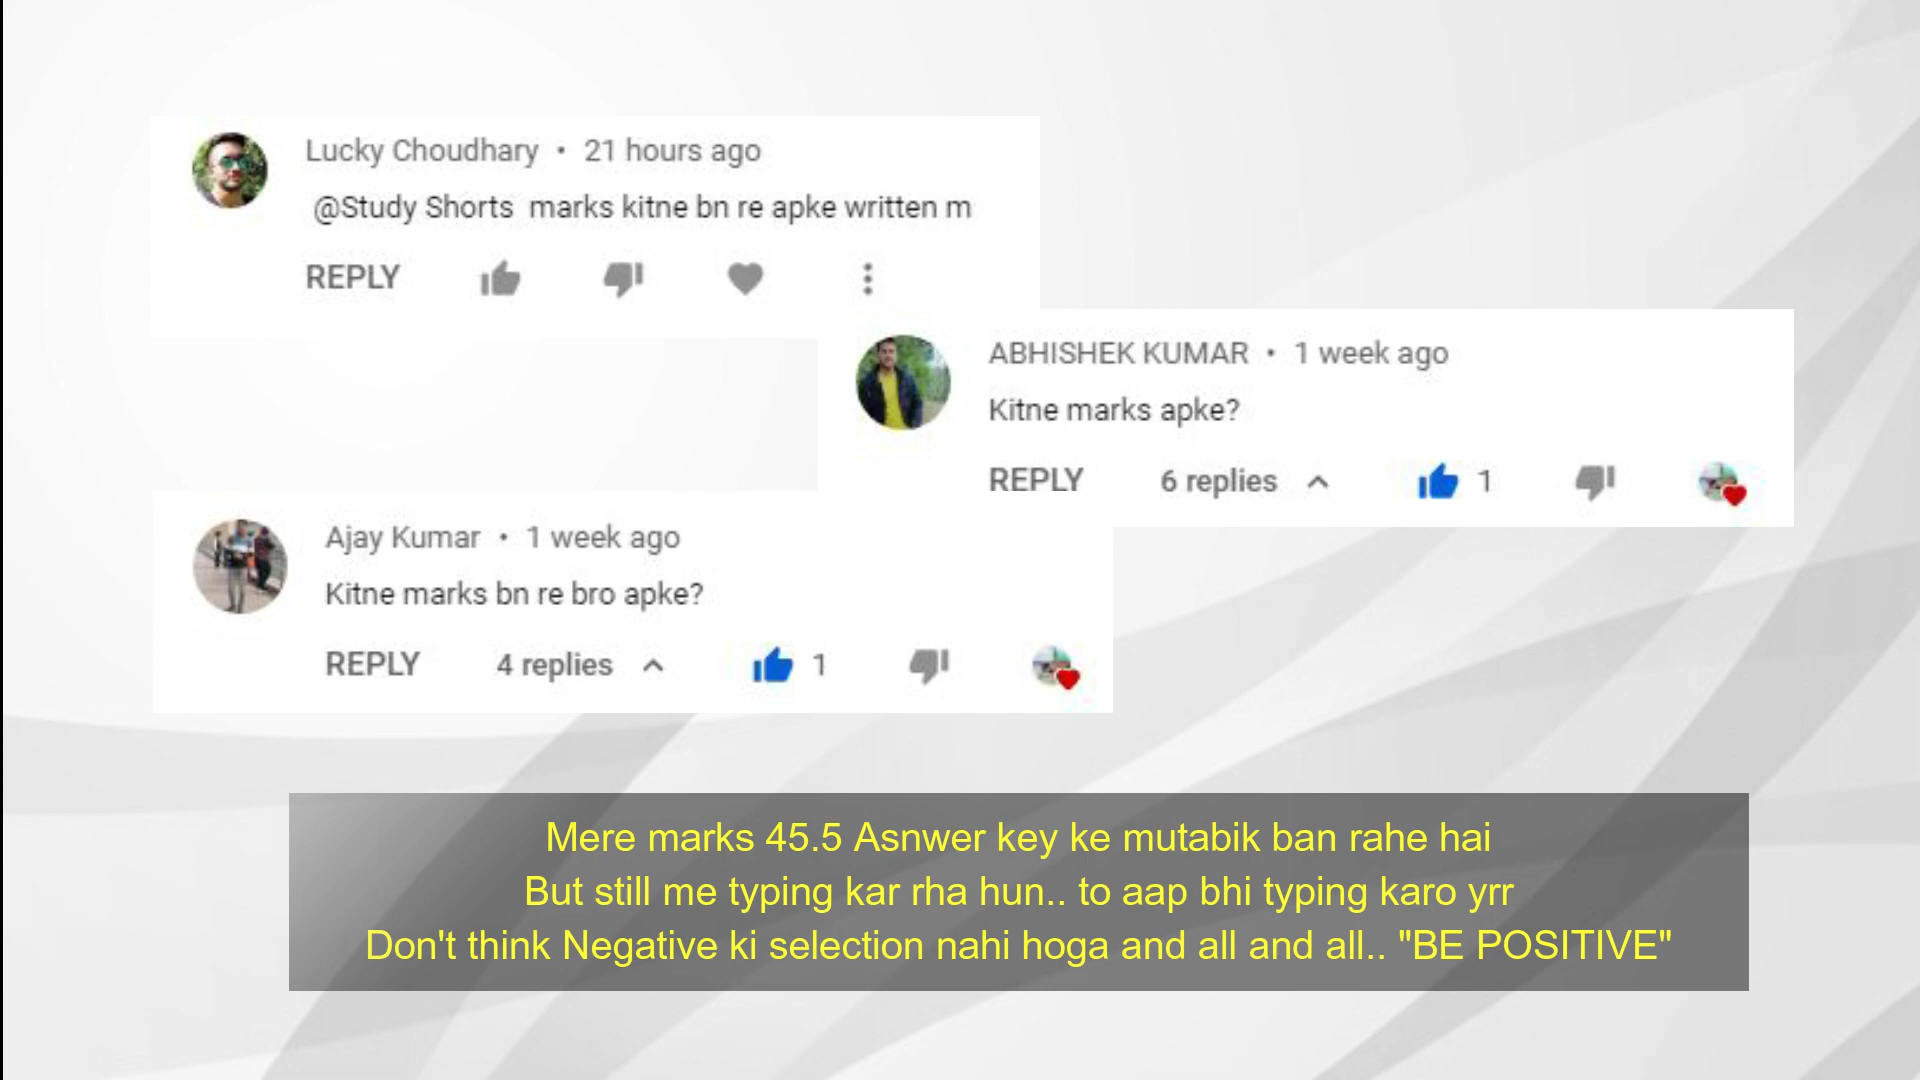 Lucky Choudhary • 21 hours ago
@Study Shorts marks kitne bn re apke written m
REPLY
ABHISHEK KUMAR • 1 week ago
Kitne marks apke?
REPLY 6 replies 1
Ajay Kumar • 1 week ago
Kitne marks bn re bro apke?
REPLY 4 replies 1
Mere marks 45.5 Asnwer key ke mutabik ban rahe hai
But still me typing kar rha hun.. to aap bhi typing karo yrr
Don't think Negative ki selection nahi hoga and all and all.. "BE POSITIVE"